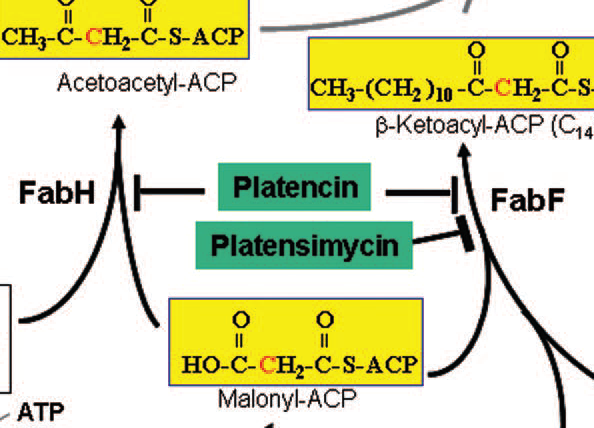 O O
|| ||
CH₃-C-CH₂-C-S-ACP
Acetoacetyl-ACP
O O
|| ||
CH₃-(CH₂)₁₀-C-CH₂-C-S-
β-Ketoacyl-ACP (C₁₄
FabH
Platencin
FabF
Platensimycin
O O
|| ||
HO-C-CH₂-C-S-ACP
Malonyl-ACP
ATP